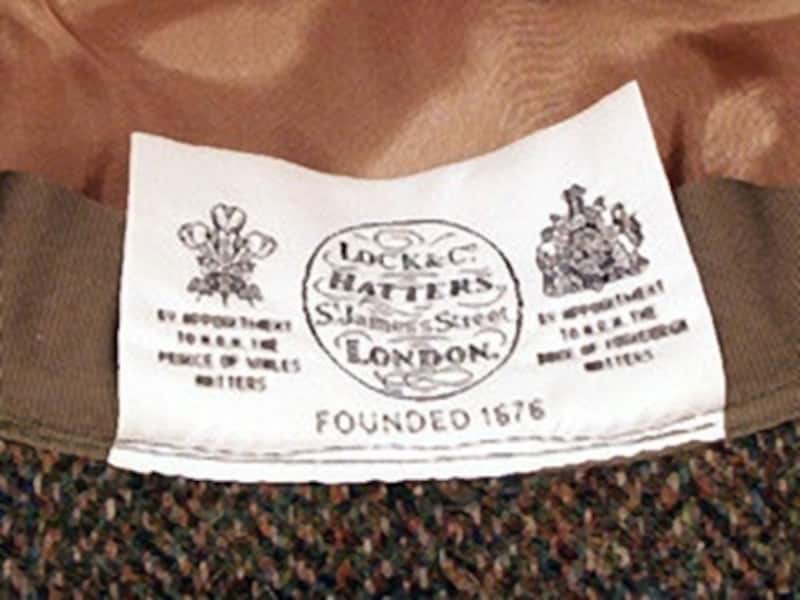 LOCK & Cº
HATTERS.
Sᵗ James's Street
LONDON.
BY APPOINTMENT
TO H.R.H. THE
PRINCE OF WALES
HATTERS
BY APPOINTMENT
TO H.R.H. THE
DUKE OF EDINBURGH
HATTERS
FOUNDED 1676